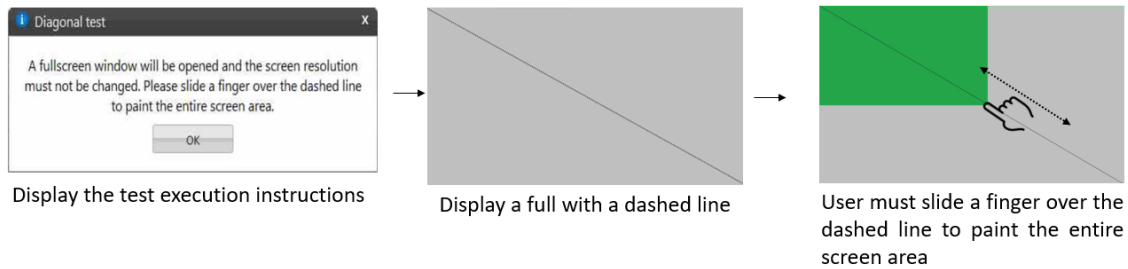 Diagonal test X
A fullscreen window will be opened and the screen resolution
must not be changed. Please slide a finger over the dashed line
to paint the entire screen area.
OK
Display the test execution instructions
Display a full with a dashed line
User must slide a finger over the
dashed line to paint the entire
screen area